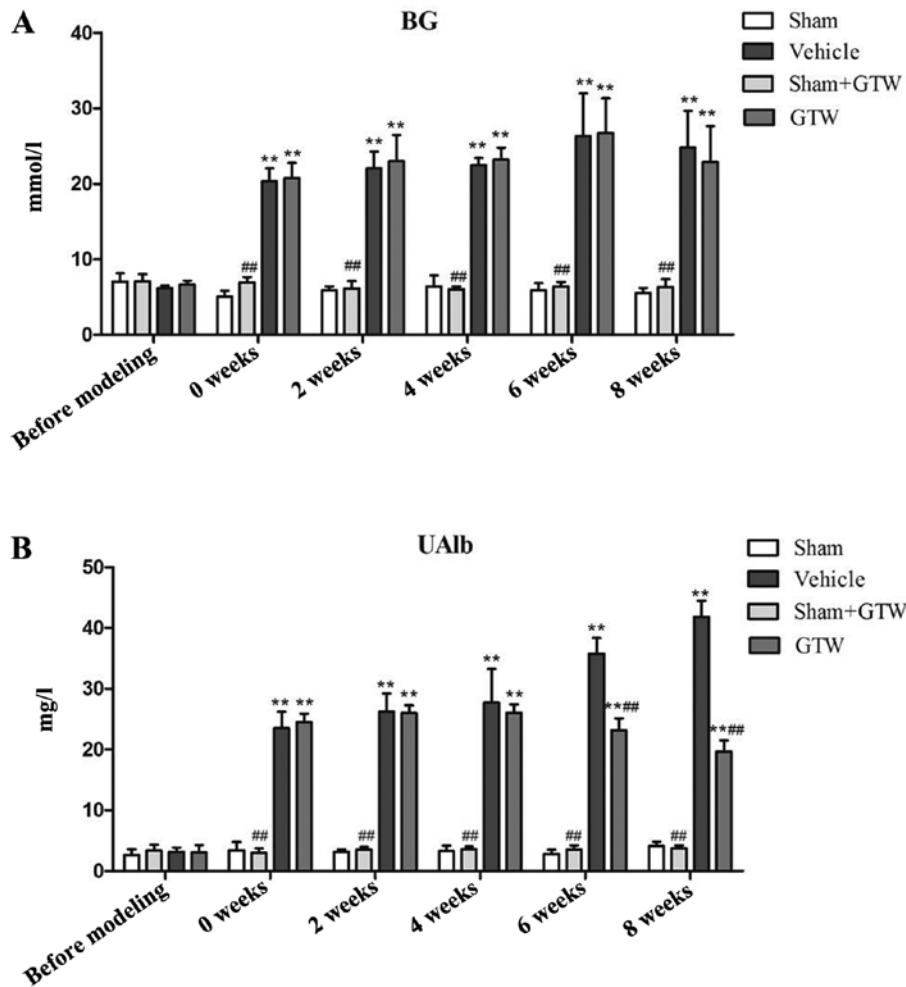 A
BG
Sham
Vehicle
Sham+GTW
GTW
mmol/l
40
30
20
10
0
** **
** **
** **
** **
** **
## ## ## ## ##
Before modeling
0 weeks
2 weeks
4 weeks
6 weeks
8 weeks
B
UAlb
Sham
Vehicle
Sham+GTW
GTW
mg/l
50
40
30
20
10
0
** **
** **
** **
** **##
** **##
## ## ## ## ##
Before modeling
0 weeks
2 weeks
4 weeks
6 weeks
8 weeks